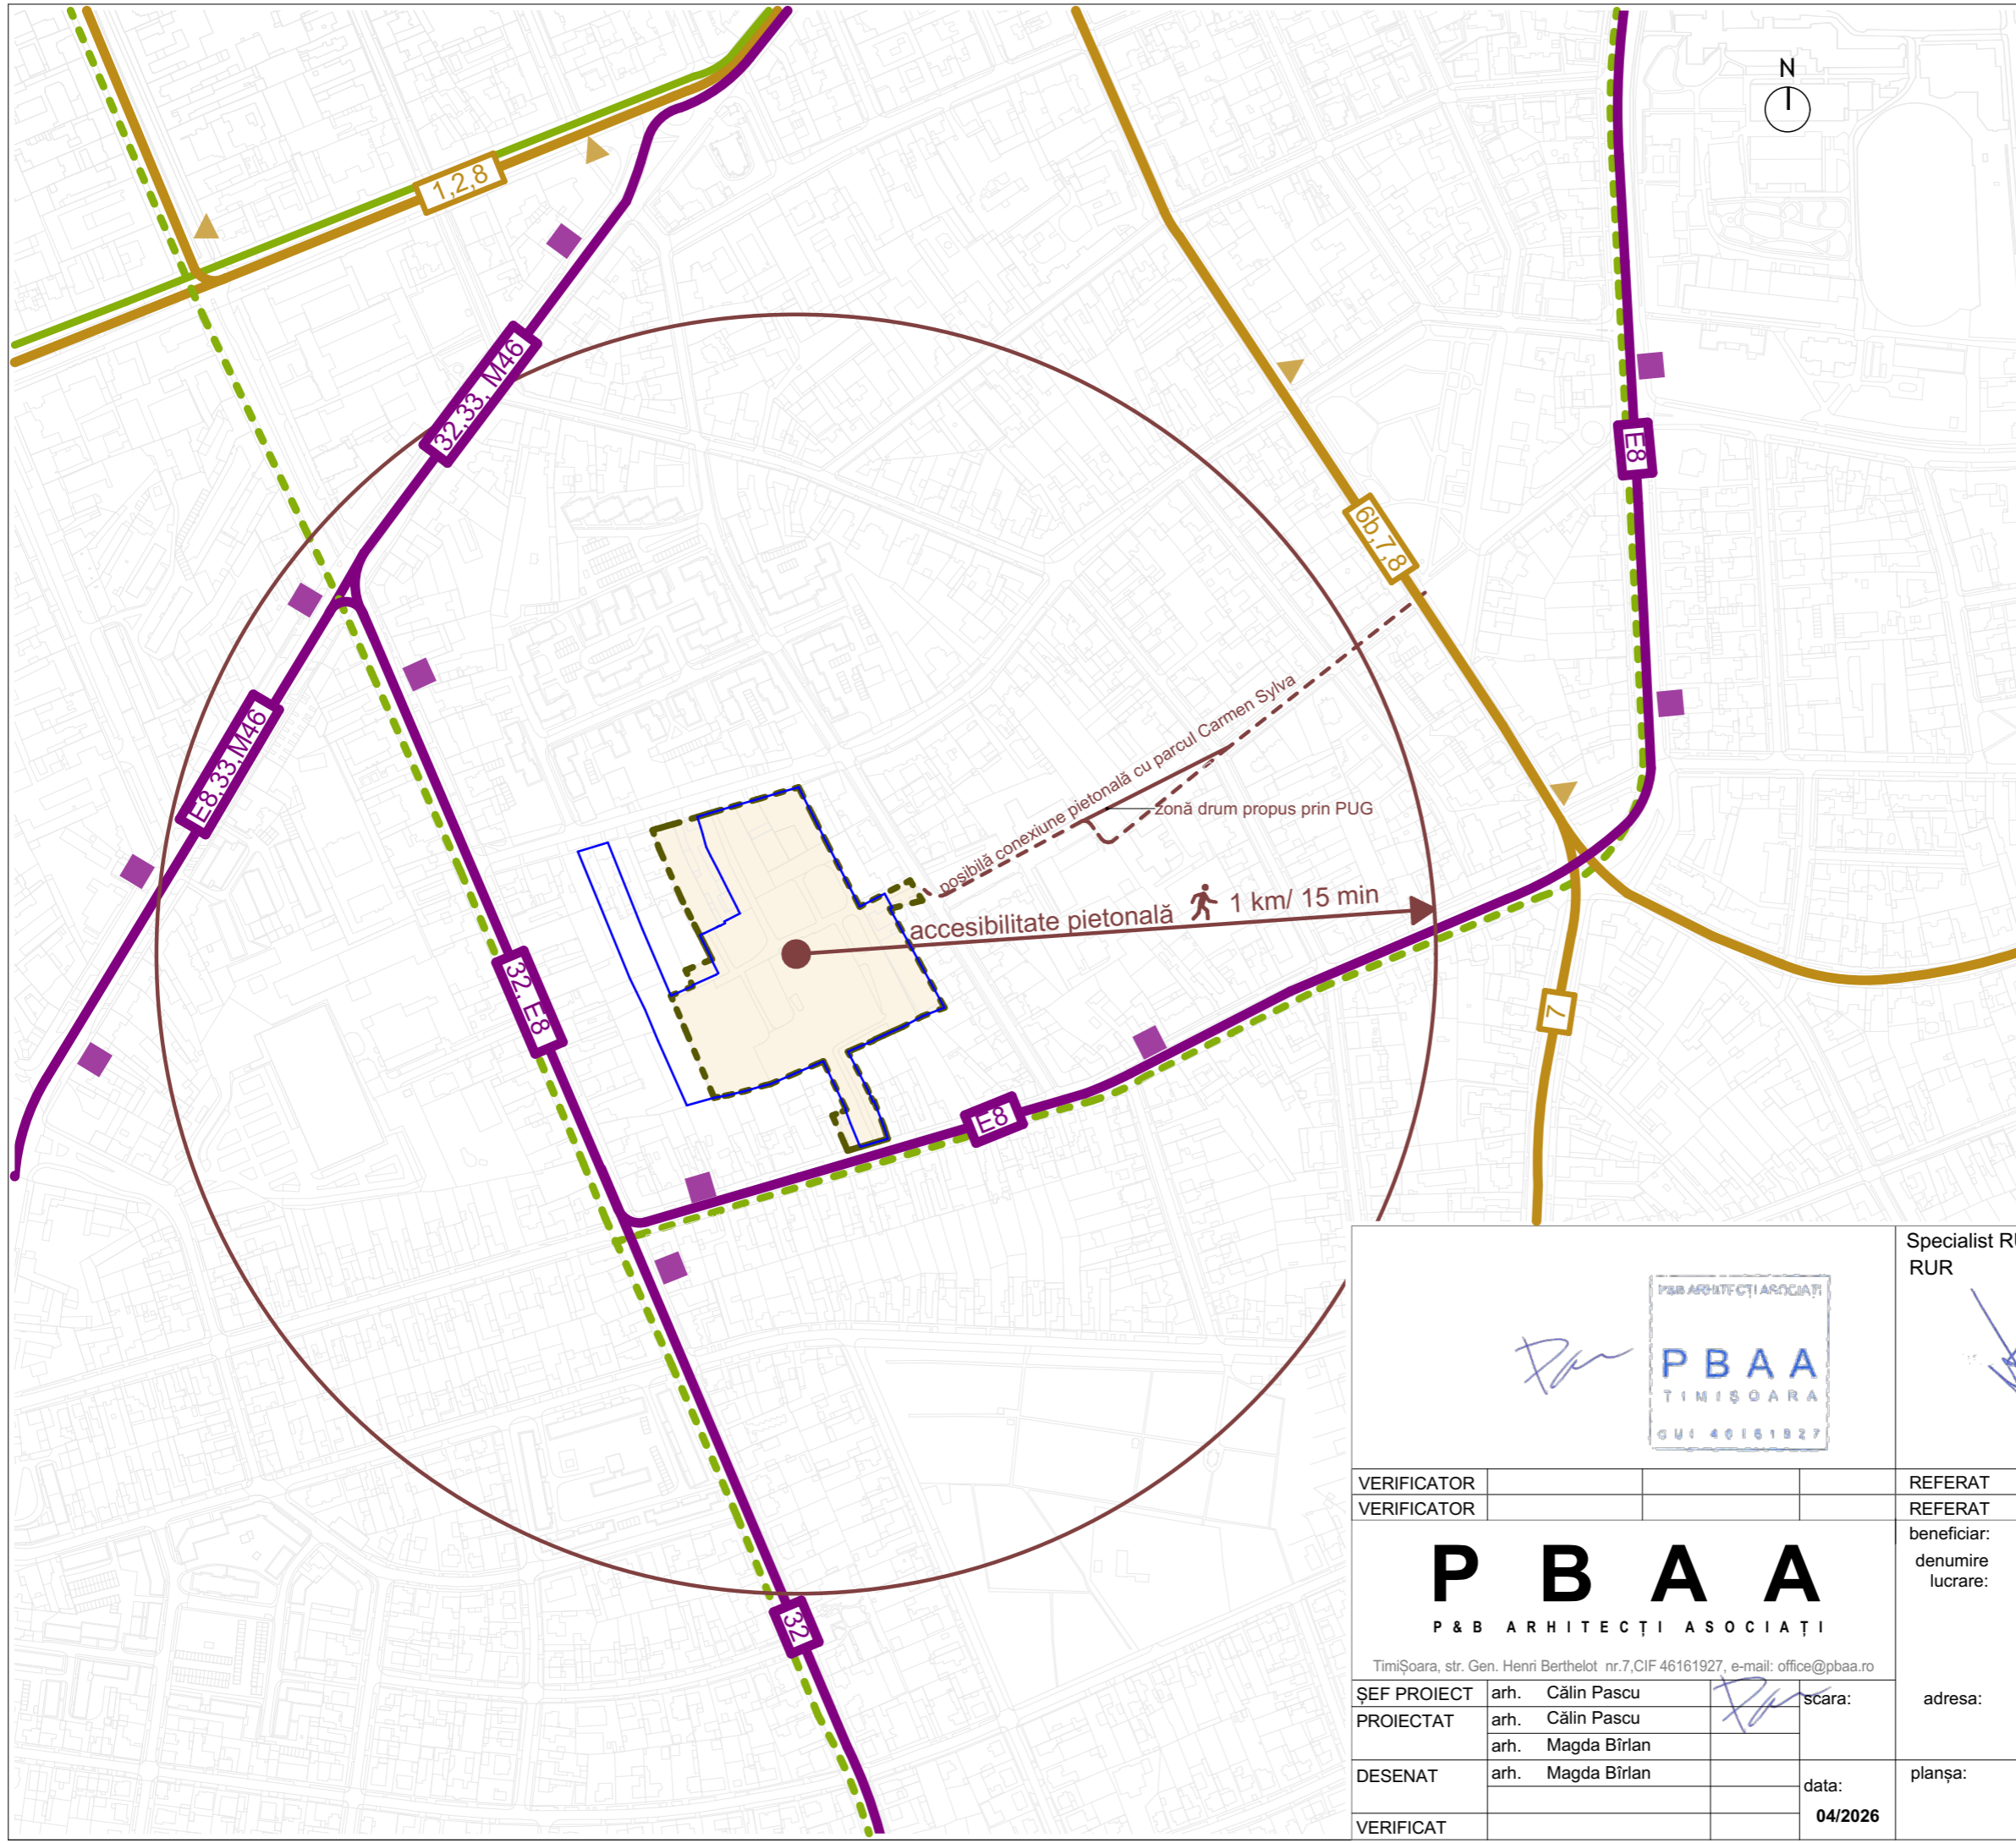 N
1,2,8
32,33, M46
E8
6b,7,8
E8,33,M46
posibilă conexiune pietonală cu parcul Carmen Sylva
zonă drum propus prin PUG
accesibilitate pietonală 1 km/ 15 min
32, E8
7
E8
32
Specialist RU
RUR
P&B ARHITECȚI ASOCIAȚI
PBAA
TIMIȘOARA
CUI 46161927
VERIFICATOR
REFERAT
VERIFICATOR
REFERAT
beneficiar:
denumire
lucrare:
P B A A
P & B ARHITECȚI ASOCIAȚI
TimiȘoara, str. Gen. Henri Berthelot nr.7,CIF 46161927, e-mail: office@pbaa.ro
ȘEF PROIECT arh. Călin Pascu
scara:
adresa:
PROIECTAT arh. Călin Pascu
arh. Magda Bîrlan
DESENAT arh. Magda Bîrlan
data:
planșa:
04/2026
VERIFICAT